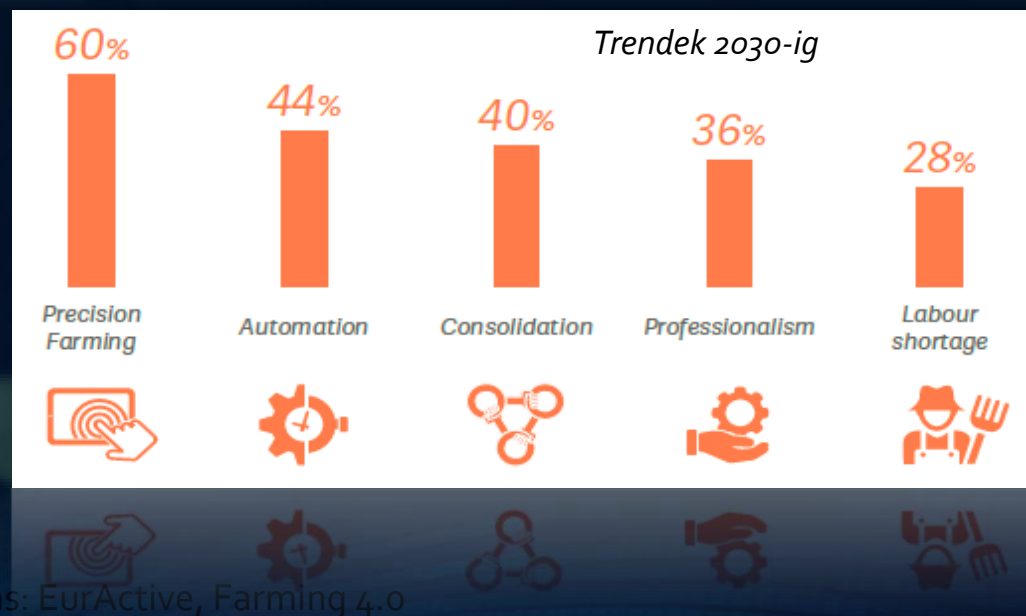 Trendek 2030-ig
60%
44%
40%
36%
28%
Precision
Farming
Automation
Consolidation
Professionalism
Labour
shortage
EurActive, Farming 4.0